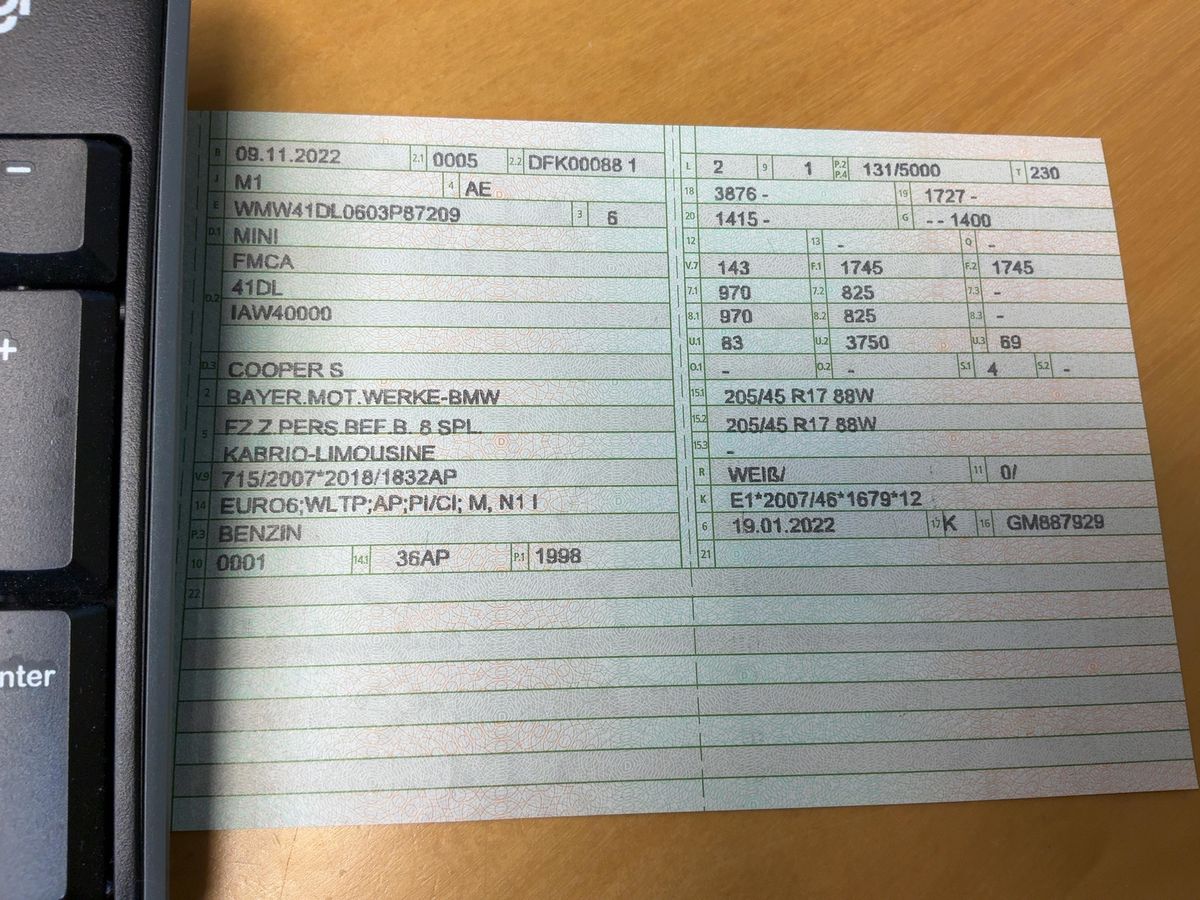 B 09.11.2022 2.1 0005 2.2 DFK00088 1
J M1 4 AE
E WMW41DL0603P87209 3 6
D.1 MINI
FMCA
D.2 41DL
IAW40000
D.3 COOPER S
2 BAYER.MOT.WERKE-BMW
5 FZ.Z.PERS.BEF.B. 8 SPL.
KABRIO-LIMOUSINE
V.9 715/2007*2018/1832AP
14 EURO6;WLTP;AP;PI/CI; M, N1 I
P.3 BENZIN
10 0001 14.1 36AP P.1 1998
22
L 2 9 1 P.2 P.4 131/5000 T 230
18 3876 - 19 1727 -
20 1415 - G - - 1400
12 13 - Q -
V.7 143 F.1 1745 F.2 1745
7.1 970 7.2 825 7.3 -
8.1 970 8.2 825 8.3 -
U.1 83 U.2 3750 U.3 69
O.1 - O.2 - S.1 4 S.2 -
15.1 205/45 R17 88W
15.2 205/45 R17 88W
15.3 -
R WEIß/ 11 0/
K E1*2007/46*1679*12
6 19.01.2022 17 K 16 GM887929
21
-
+
nter